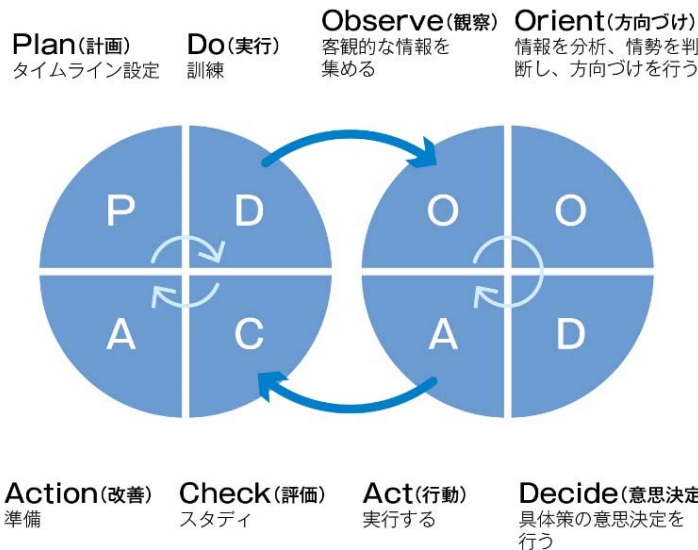 Plan(計画)
タイムライン設定
Do(実行)
訓練
Observe(観察)
客観的な情報を
集める
Orient(方向づけ)
情報を分析、情勢を判
断し、方向づけを行う
P
D
A
C
O
O
A
D
Action(改善)
準備
Check(評価)
スタディ
Act(行動)
実行する
Decide(意思決定
具体策の意思決定を
行う